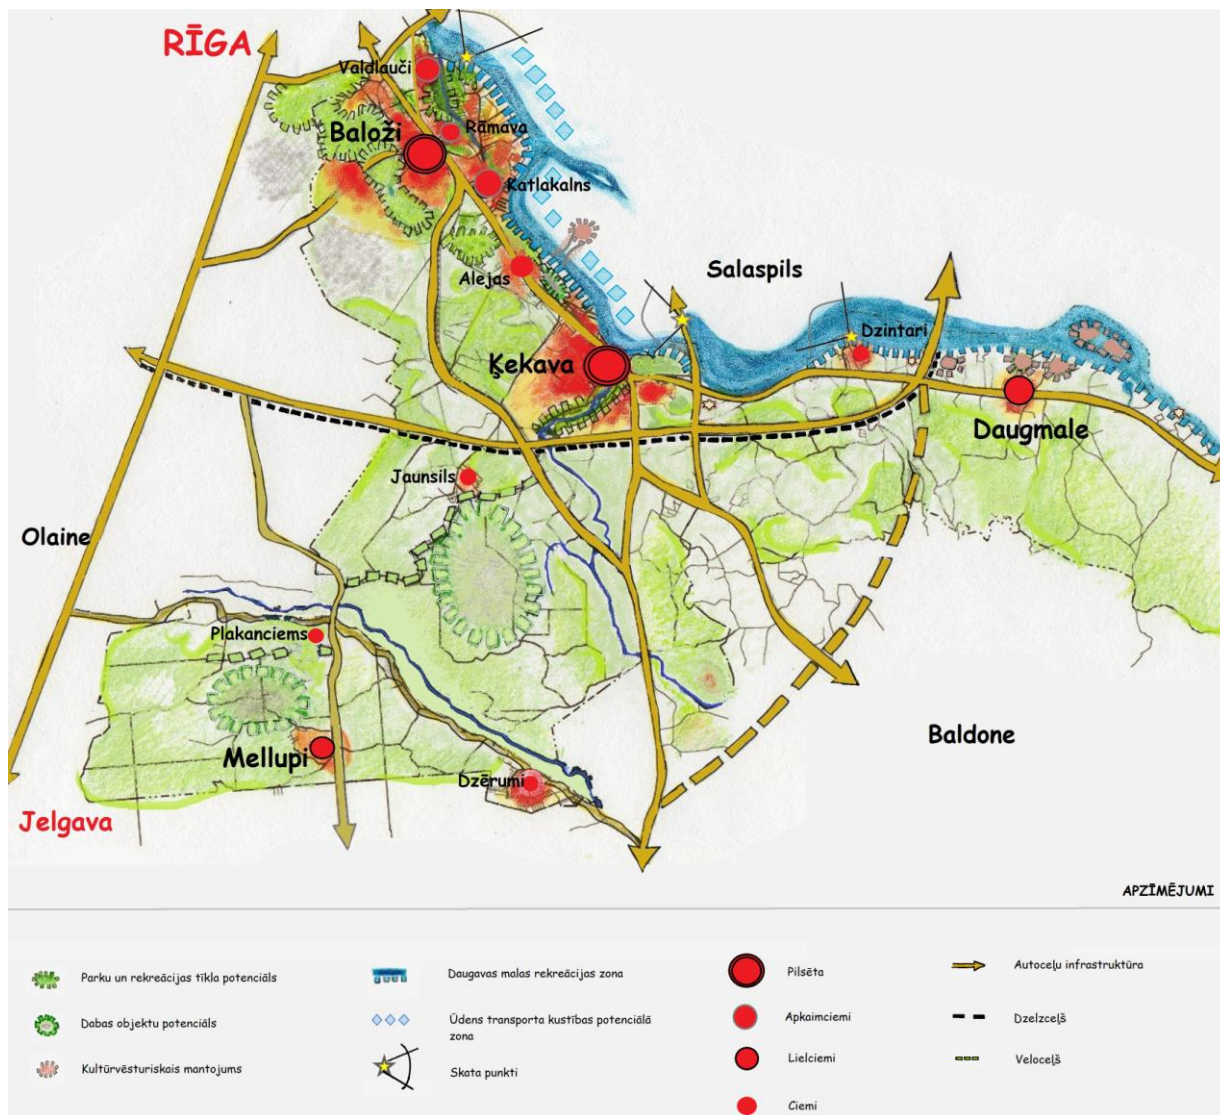 RĪGA
Valdlauči
Baloži
Rāmava
Katlakalns
Alejas
Salaspils
Dzintari
Ķekava
Daugmale
Jaunsils
Olaine
Plakanciems
Baldone
Mellupi
Dzērumi
Jelgava
APZĪMĒJUMI
Parku un rekreācijas tīkla potenciāls
Dabas objektu potenciāls
Kultūrvēsturiskais mantojums
Daugavas malas rekreācijas zona
Ūdens transporta kustības potenciālā
zona
Skata punkti
Pilsēta
Apkaimciemi
Lielciemi
Ciemi
Autoceļu infrastruktūra
Dzelzceļš
Veloceļš